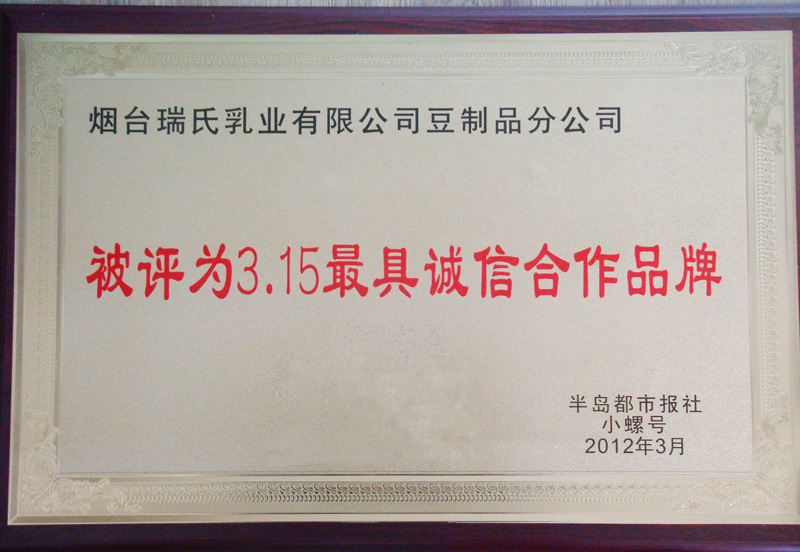 烟台瑞氏乳业有限公司豆制品分公司
被评为3.15最具诚信合作品牌
半岛都市报社
小螺号
2012年3月